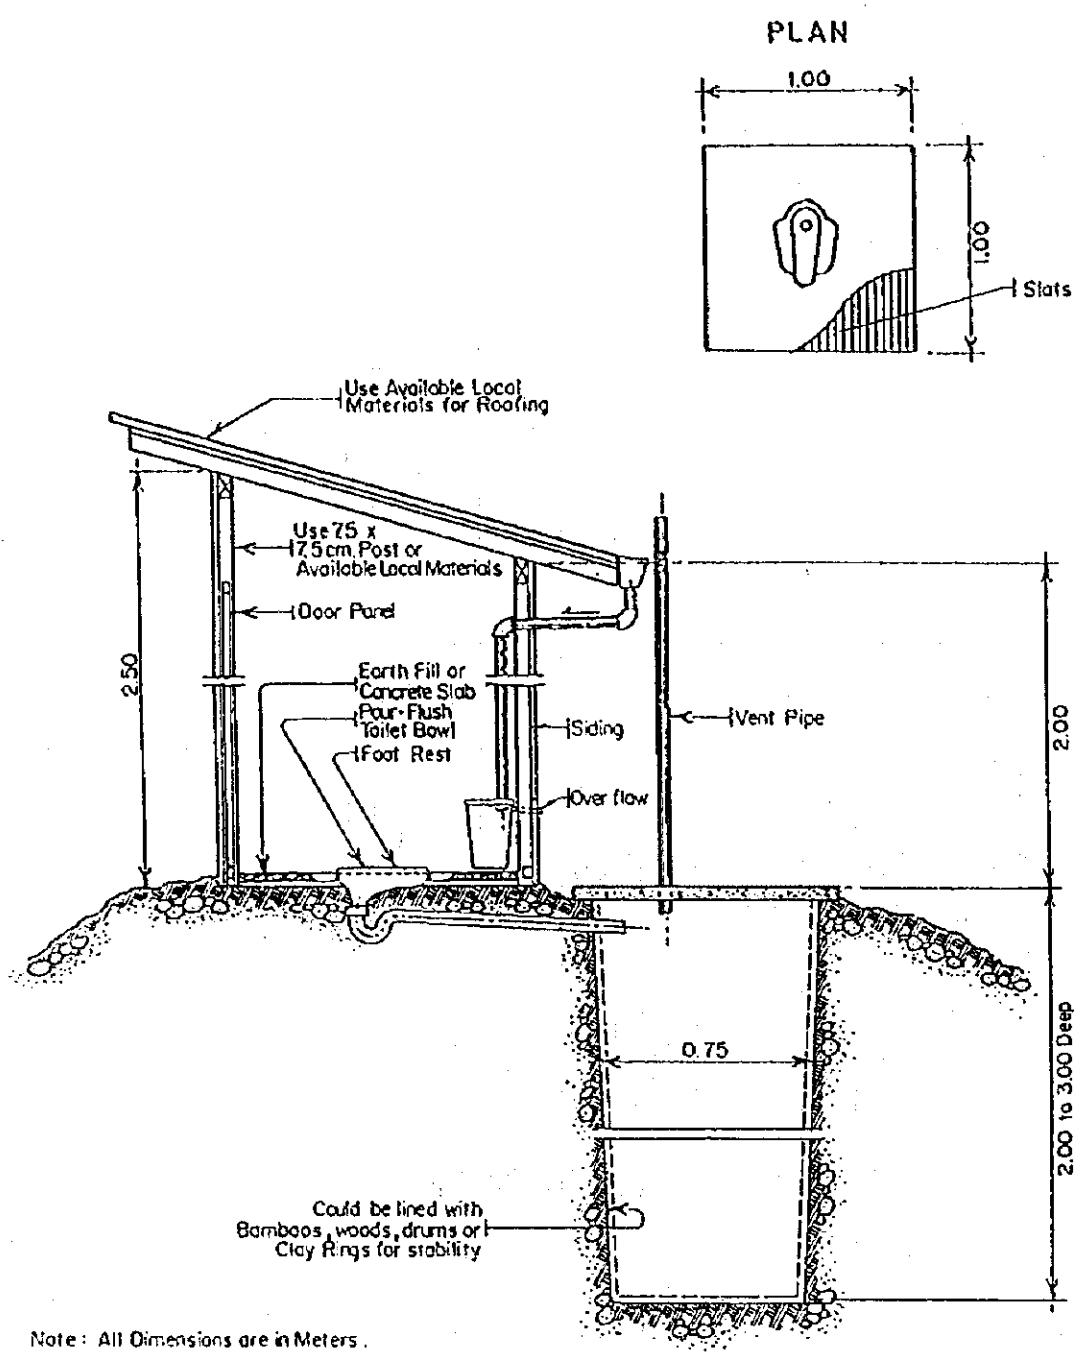 PLAN
1.00
1.00
Slats
Use Available Local
Materials for Roofing
Use 7.5 x
7.5cm. Post or
Available Local Materials
Door Panel
2.50
Earth Fill or
Concrete Slab
Pour-Flush
Toilet Bowl
Foot Rest
Siding
Vent Pipe
2.00
Over flow
0.75
2.00 to 3.00 Deep
Could be lined with
Bamboos, woods, drums or
Clay Rings for stability
Note : All Dimensions are in Meters .